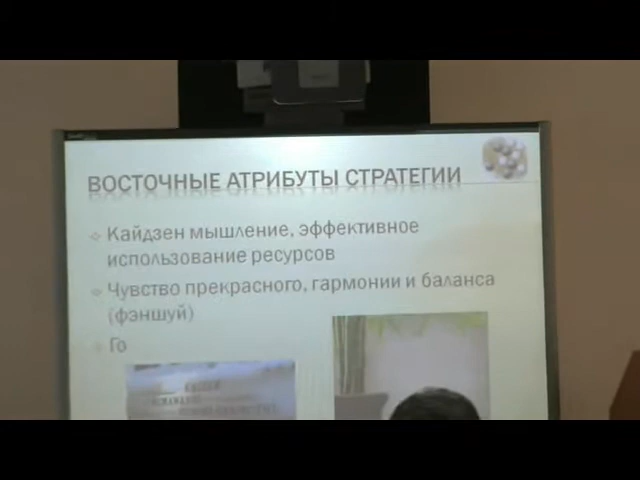 ВОСТОЧНЫЕ АТРИБУТЫ СТРАТЕГИИ
Кайдзен мышление, эффективное
использование ресурсов
Чувство прекрасного, гармонии и баланса
(фэншуй)
Го